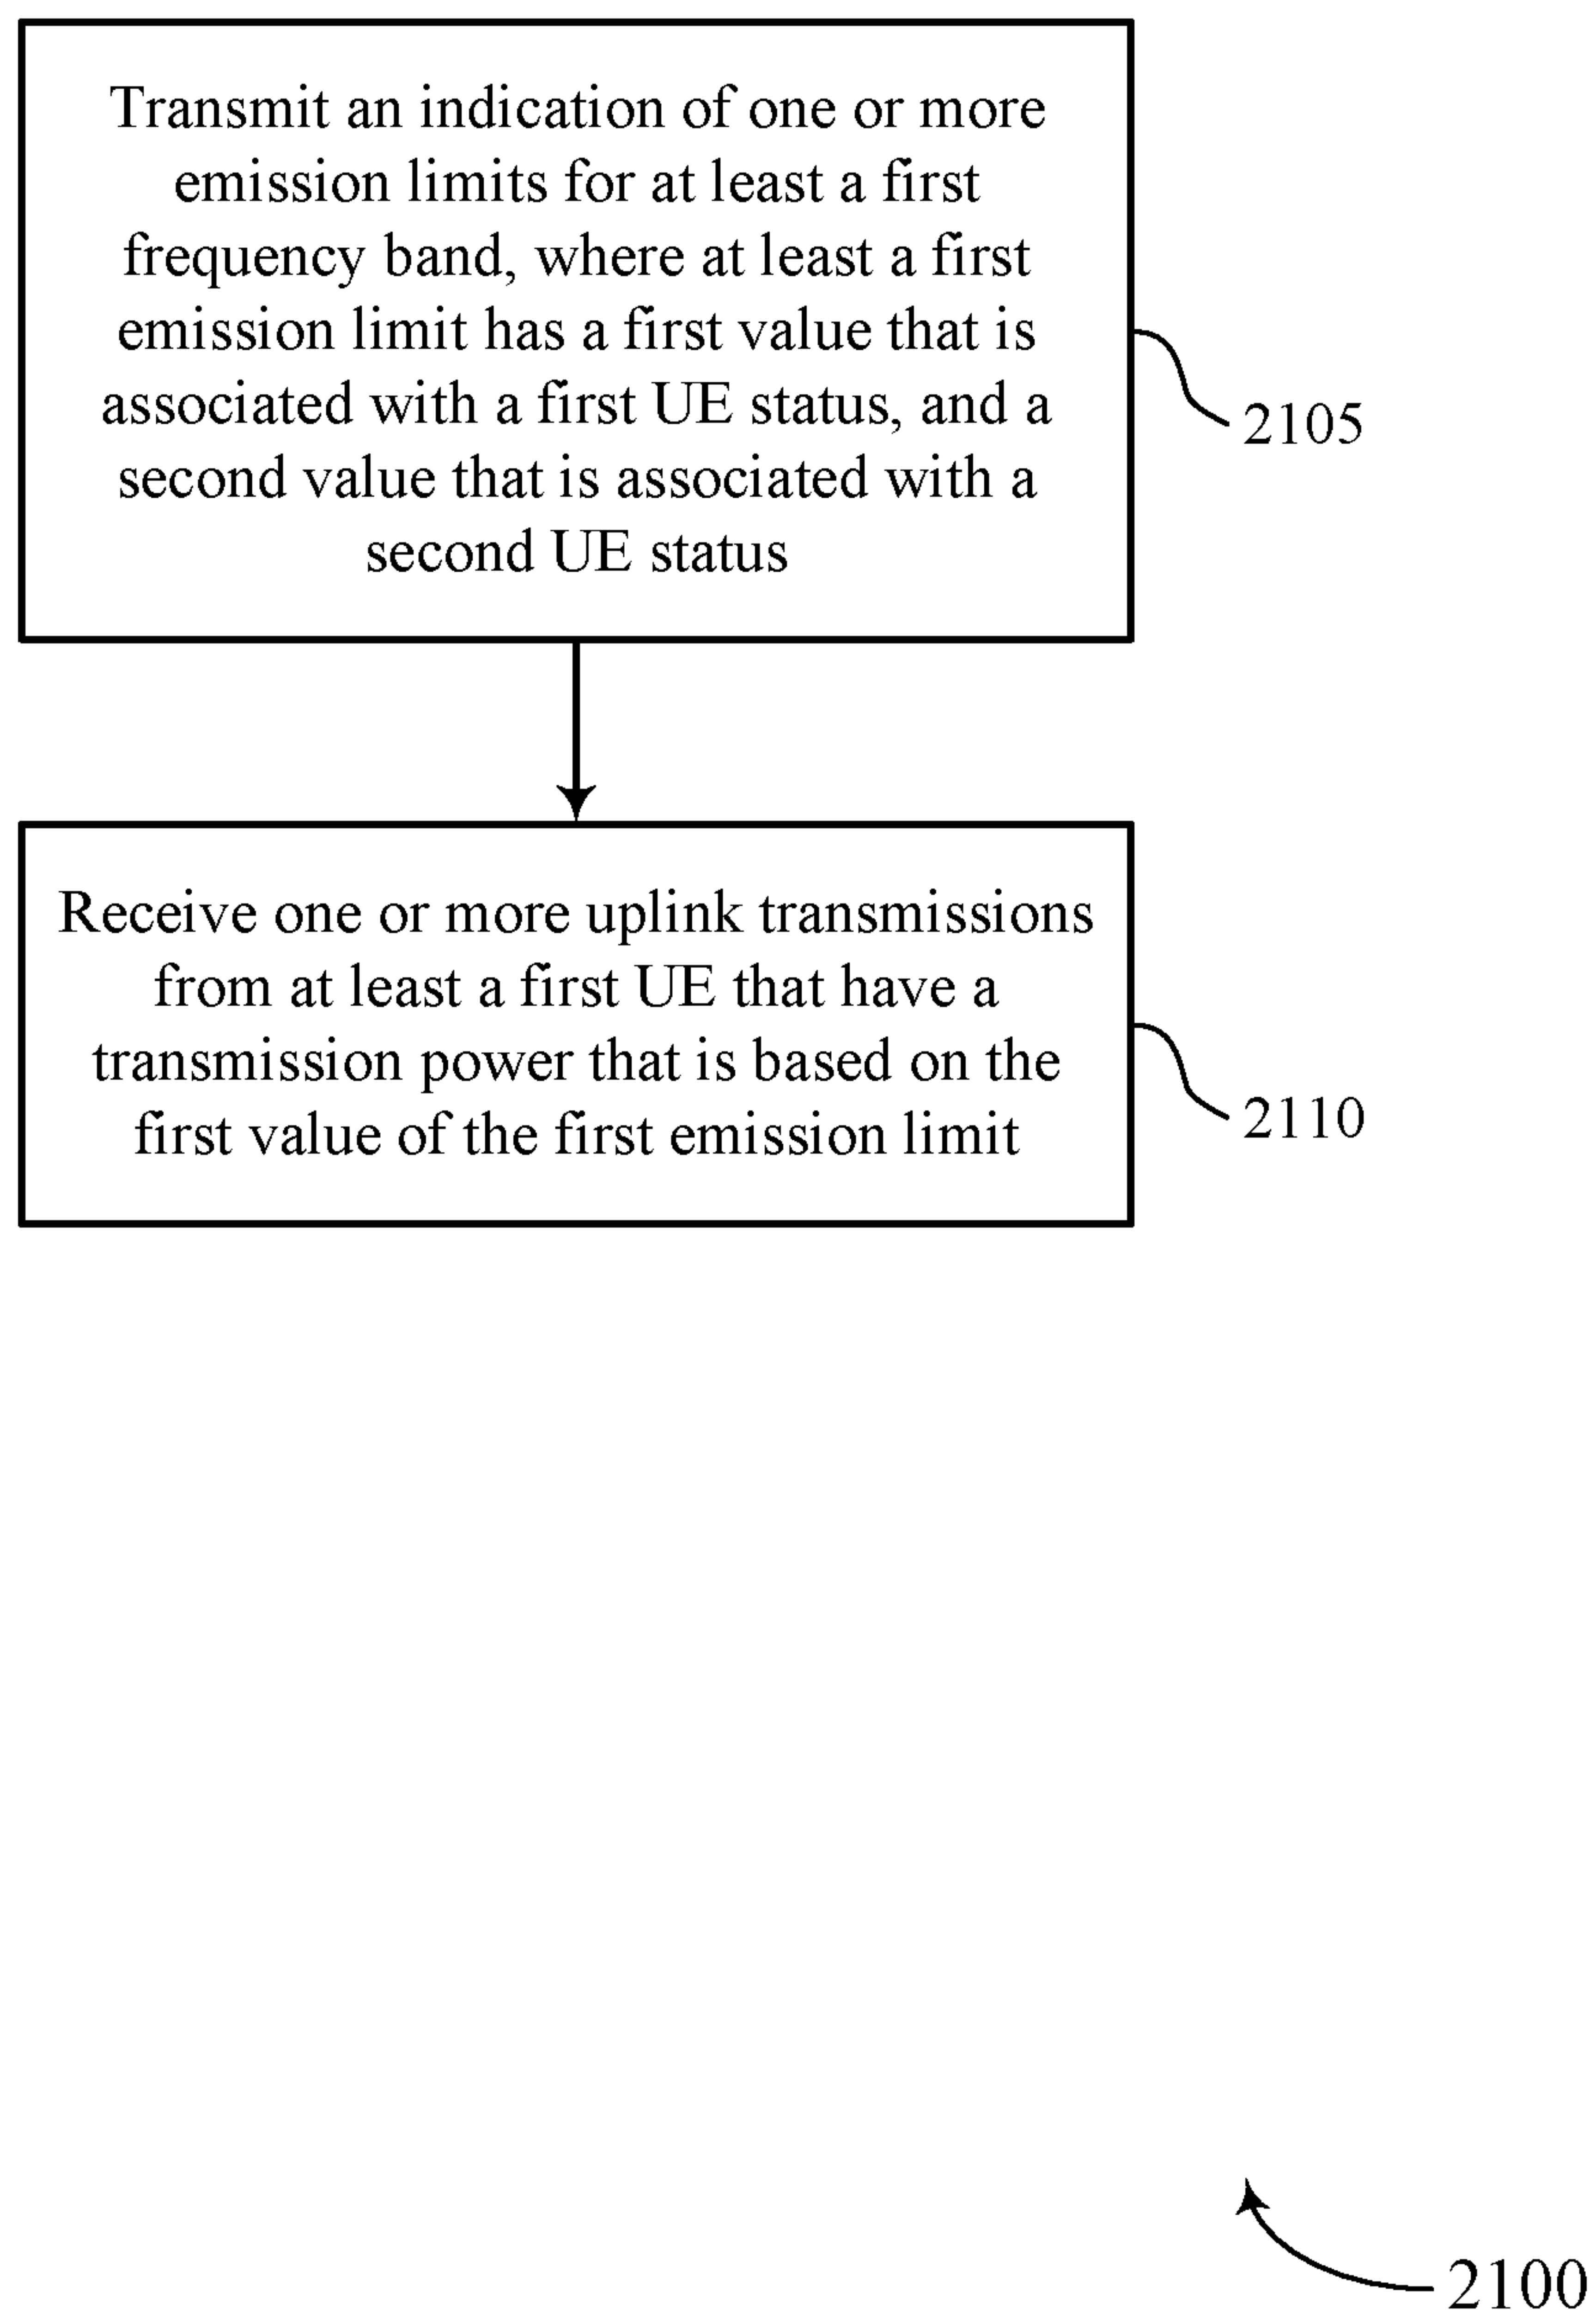 Transmit an indication of one or more
emission limits for at least a first
frequency band, where at least a first
emission limit has a first value that is
associated with a first UE status, and a
second value that is associated with a
second UE status
2105
Receive one or more uplink transmissions
from at least a first UE that have a
transmission power that is based on the
first value of the first emission limit
2110
2100